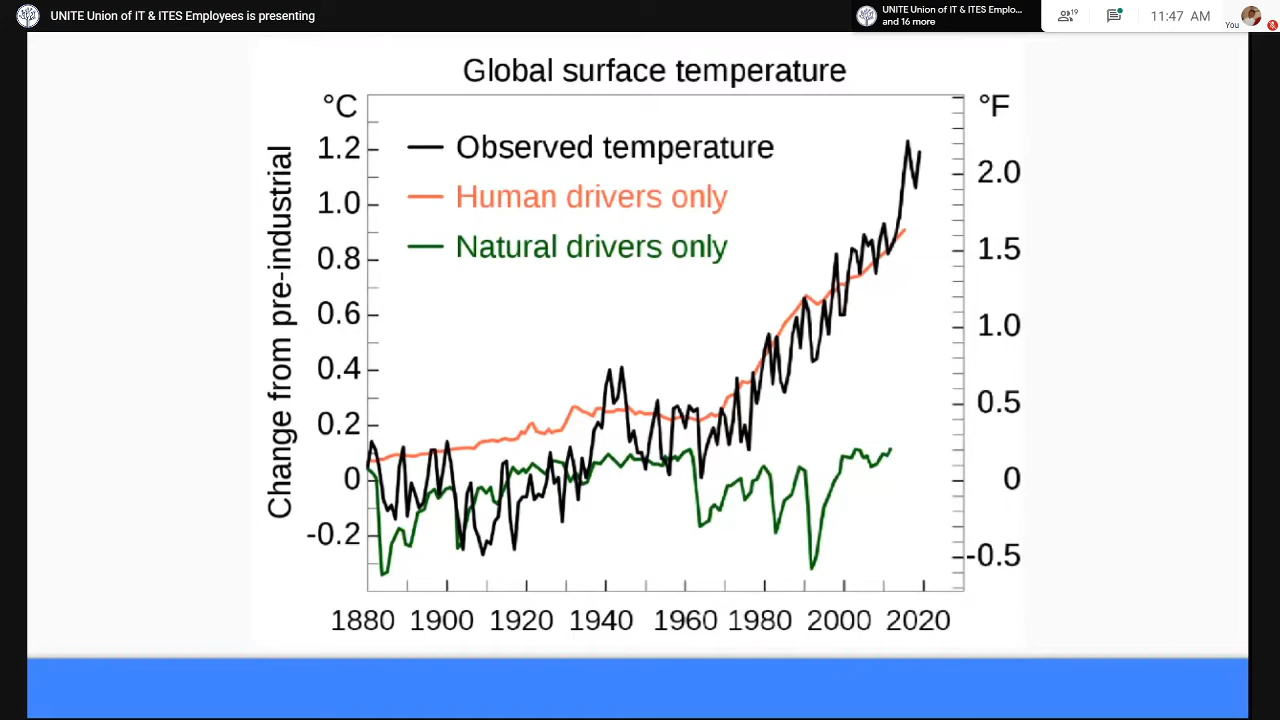 UNITE Union of IT & ITES Employees is presenting
UNITE Union of IT & ITES Emplo...
and 16 more
19
11:47 AM
You
Global surface temperature
°C
°F
Change from pre-industrial
Observed temperature
Human drivers only
Natural drivers only
1.2
1.0
0.8
0.6
0.4
0.2
0
-0.2
2.0
1.5
1.0
0.5
0
-0.5
1880 1900 1920 1940 1960 1980 2000 2020